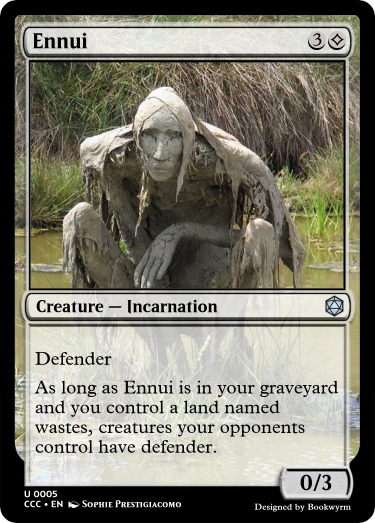 Ennui
3
Creature — Incarnation
Defender
As long as Ennui is in your graveyard
and you control a land named
wastes, creatures your opponents
control have defender.
0/3
U 0005
CCC • EN Sophie Prestigiacomo
Designed by Bookwyrm